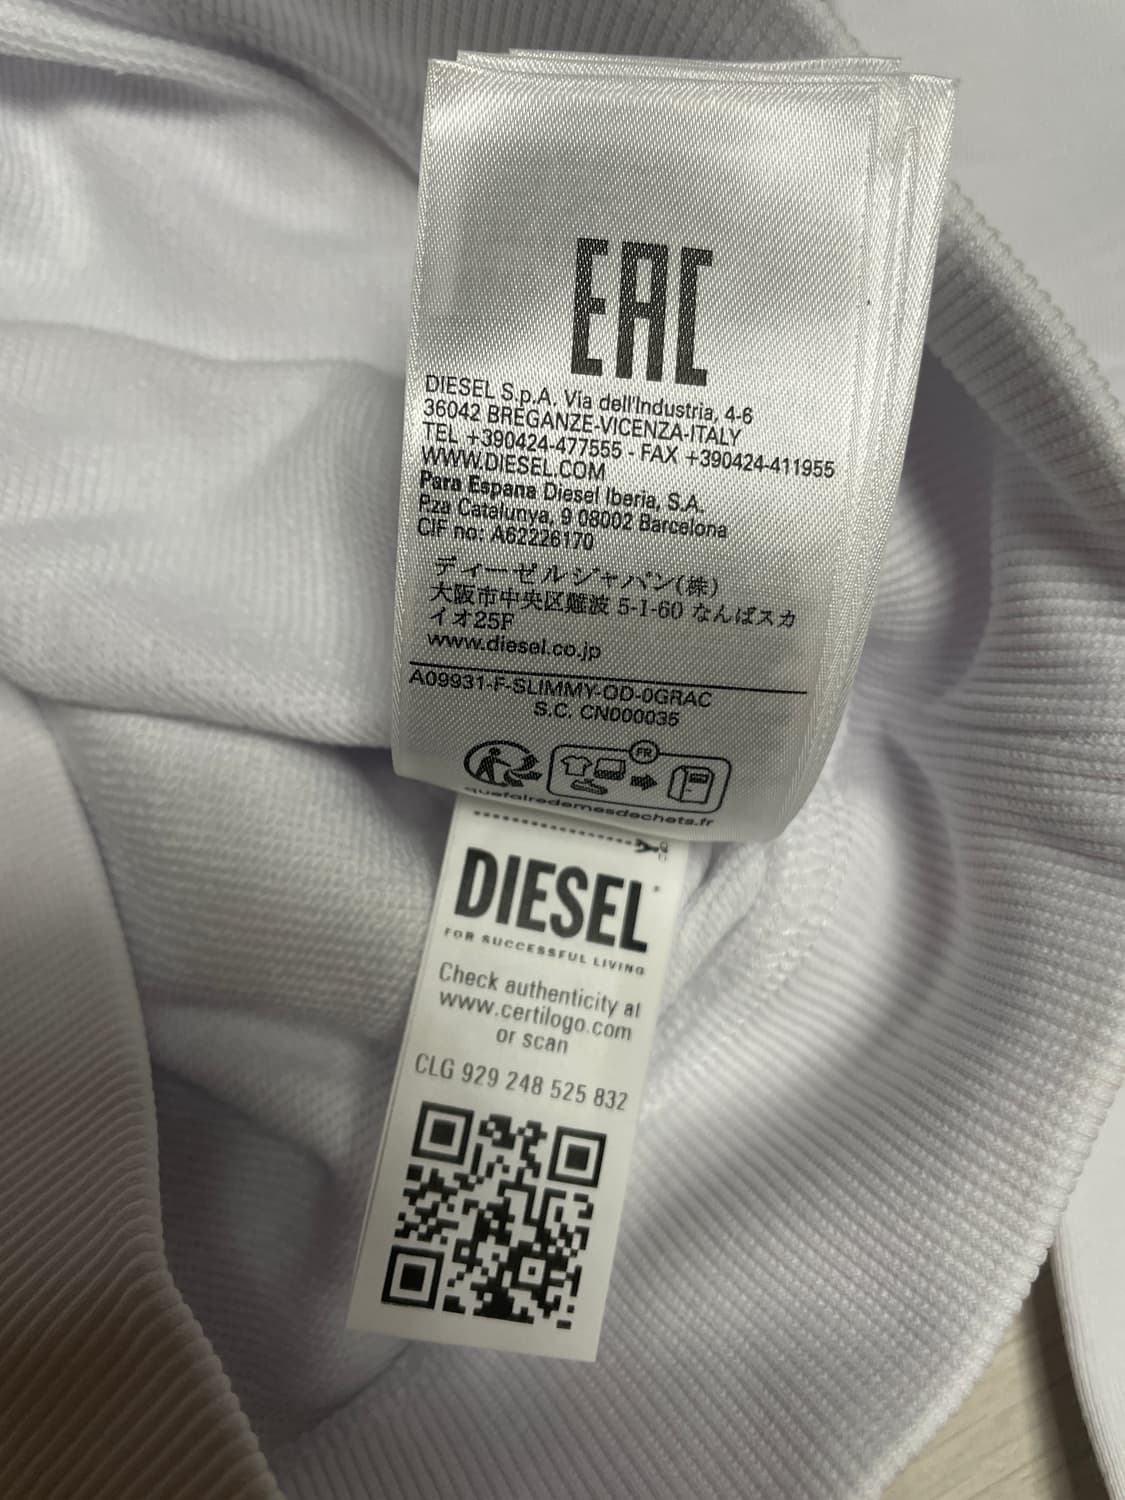 EAC
DIESEL S.p.A. Via dell'Industria, 4-6
36042 BREGANZE-VICENZA-ITALY
TEL +390424-477555 - FAX +390424-411955
WWW.DIESEL.COM
Para Espana Diesel Iberia, S.A.
P.za Catalunya, 9 08002 Barcelona
CIF no: A62226170
ディーゼルジャパン(株)
大阪市中央区難波 5-1-60 なんばスカ
イオ25F
www.diesel.co.jp
A09931-F-SLIMMY-OD-0GRAC
S.C. CN000035
FR
quefairedemesdechets.fr
DIESEL
FOR SUCCESSFUL LIVING
Check authenticity at
www.certilogo.com
or scan
CLG 929 248 525 832